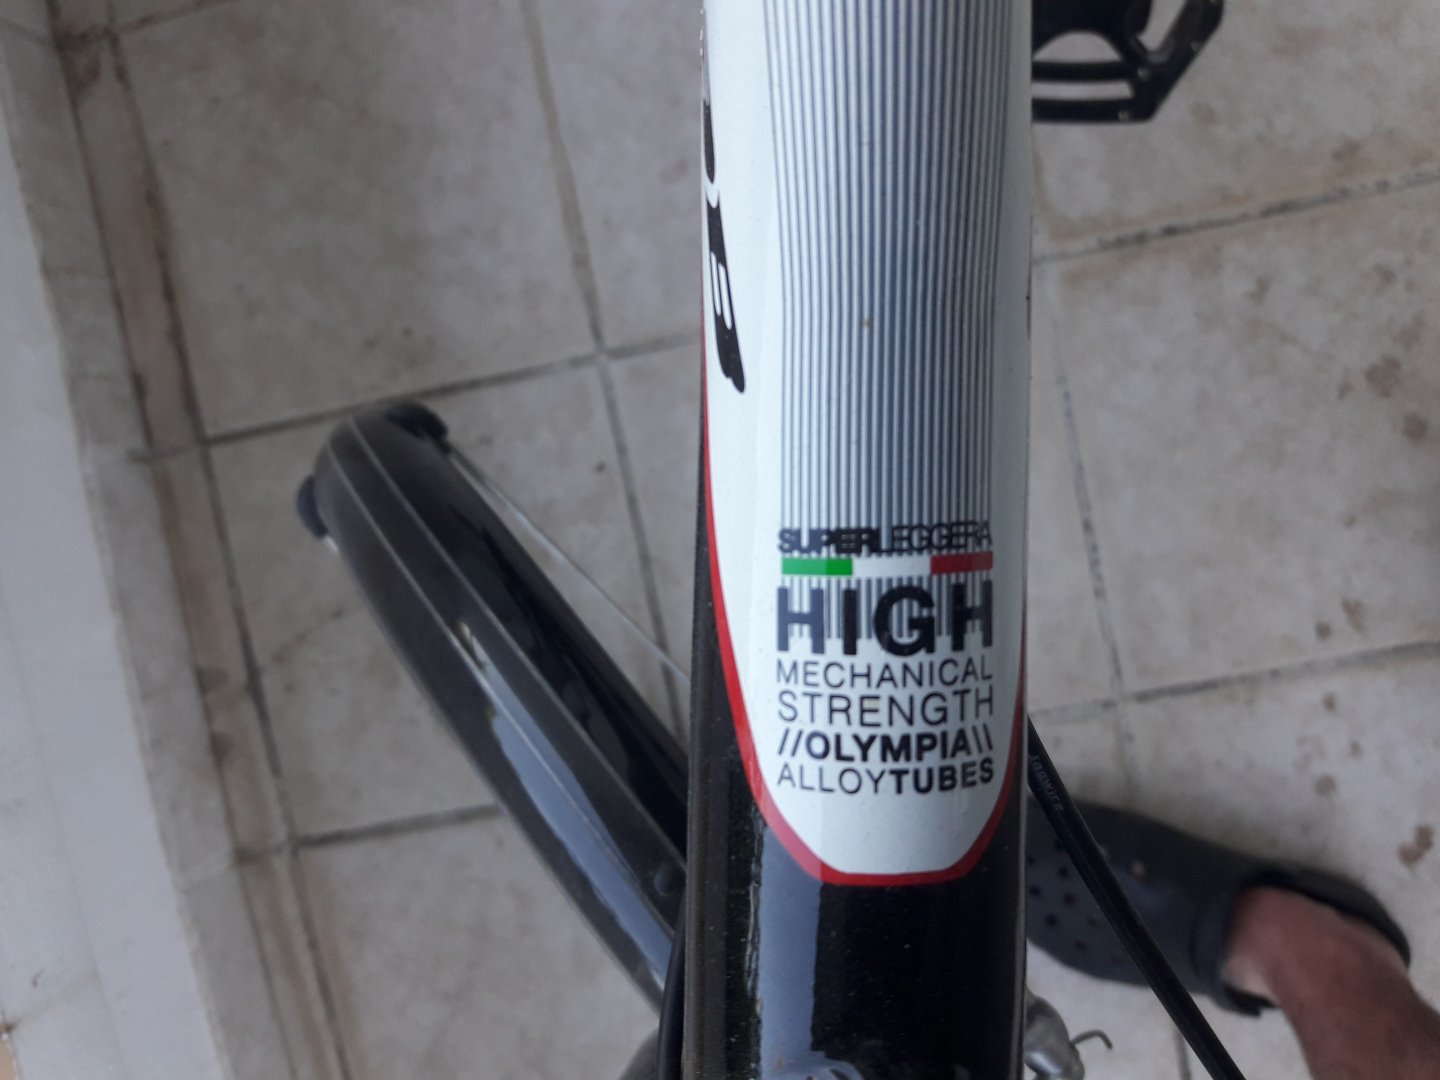 SUPERLEGGERA
HIGH
MECHANICAL
STRENGTH
//OLYMPIA\\
ALLOYTUBES